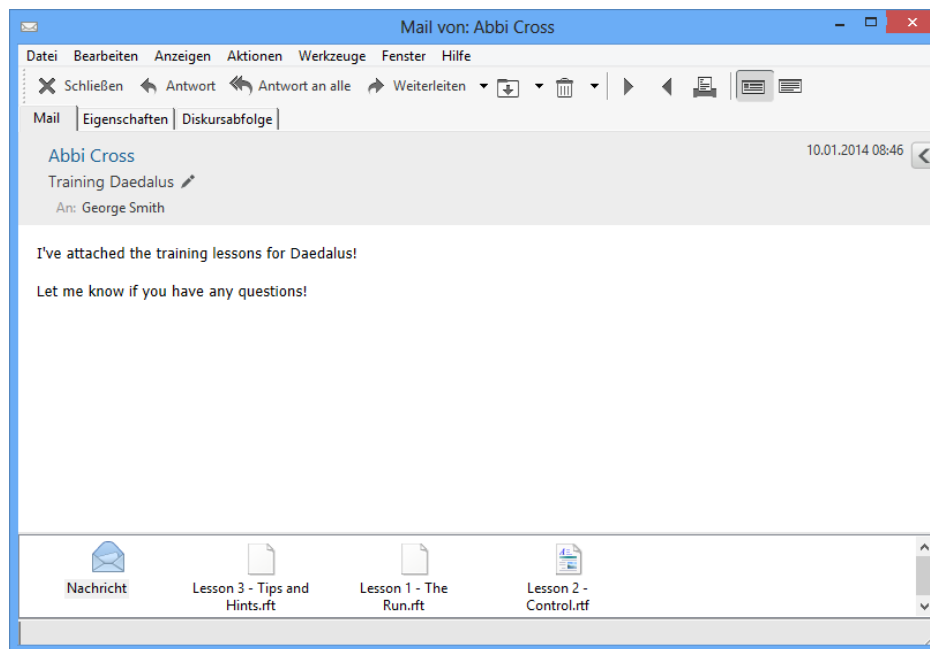 Mail von: Abbi Cross
Datei Bearbeiten Anzeigen Aktionen Werkzeuge Fenster Hilfe
Schließen Antwort Antwort an alle Weiterleiten
Mail Eigenschaften Diskursabfolge
Abbi Cross 10.01.2014 08:46
Training Daedalus
An: George Smith
I've attached the training lessons for Daedalus!
Let me know if you have any questions!
Nachricht Lesson 3 - Tips and Lesson 1 - The Lesson 2 -
Hints.rft Run.rft Control.rtf